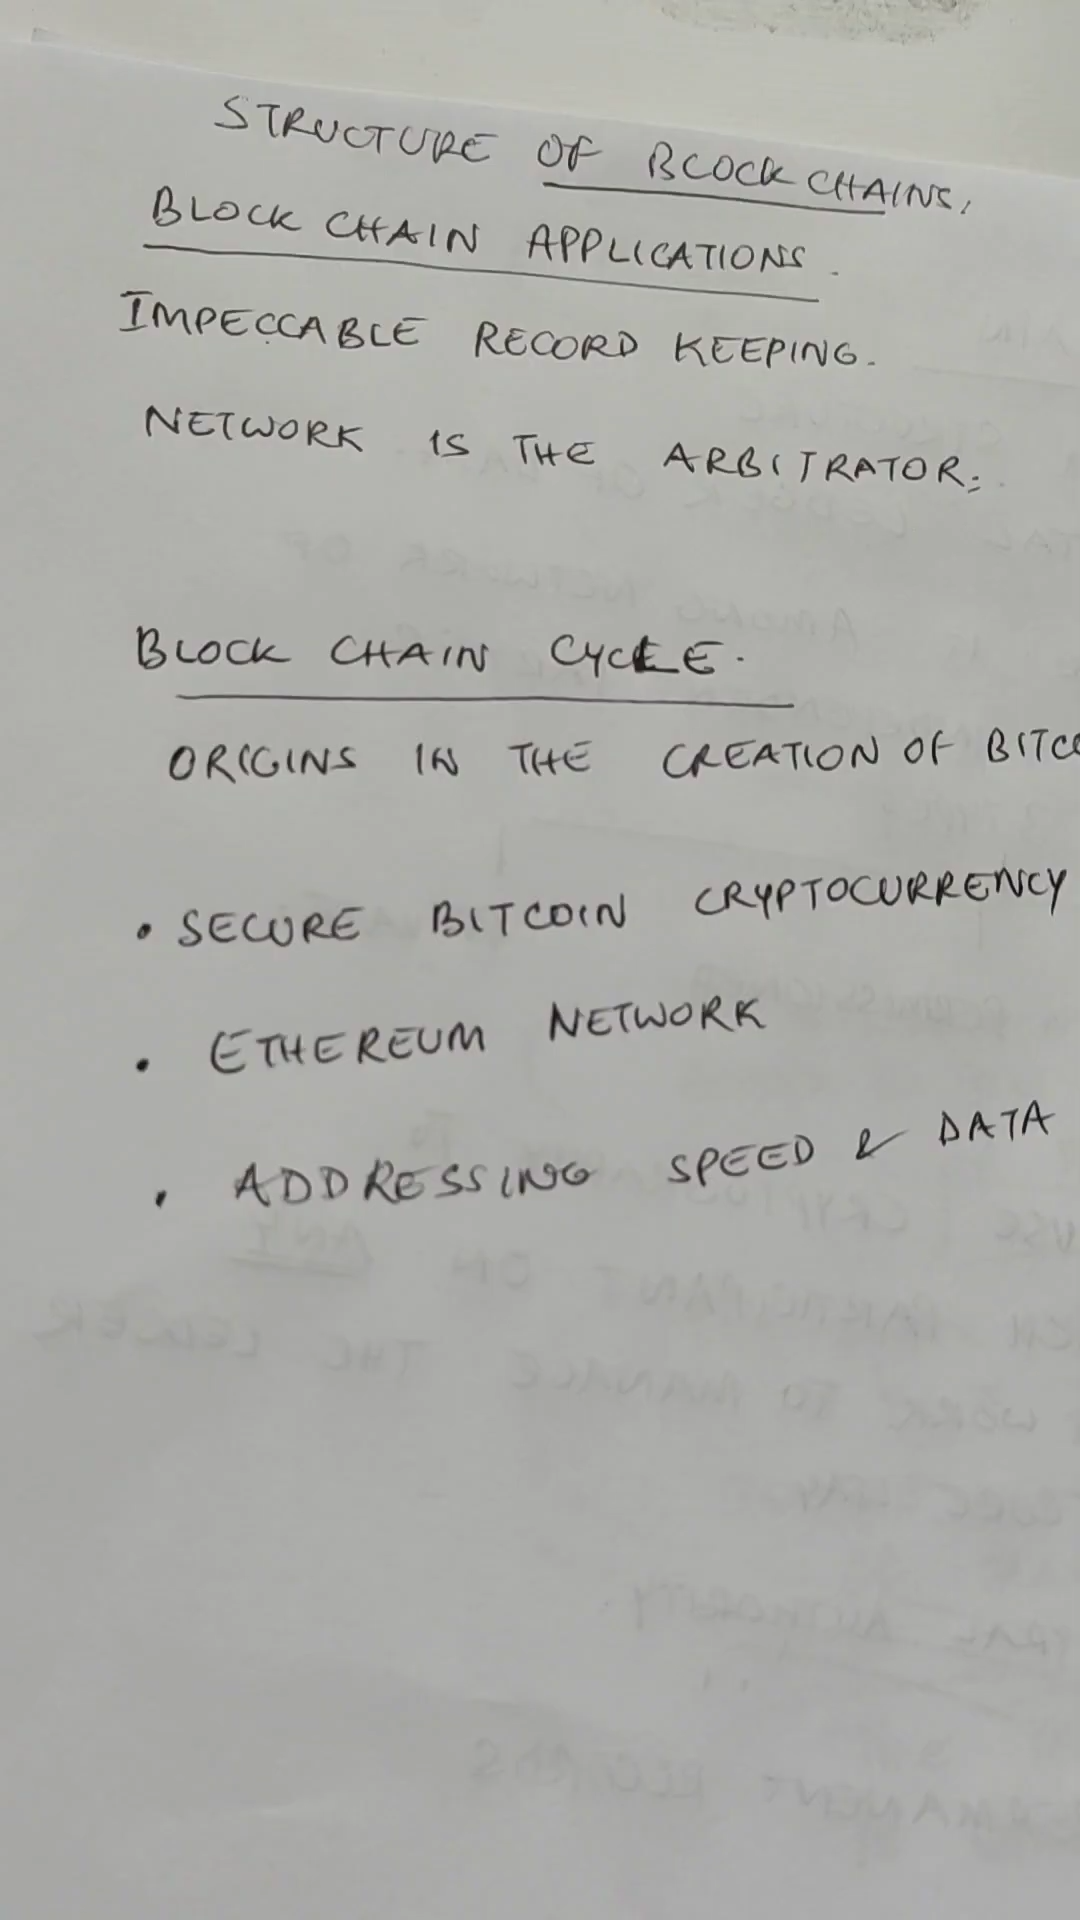 STRUCTURE OF BLOCK CHAINS,
BLOCK CHAIN APPLICATIONS.
IMPECCABLE RECORD KEEPING.
NETWORK IS THE ARBITRATOR.
BLOCK CHAIN CYCLE.
ORIGINS IN THE CREATION OF BITCO
• SECURE BITCOIN CRYPTOCURRENCY
• ETHEREUM NETWORK
• ADDRESSING SPEED & DATA